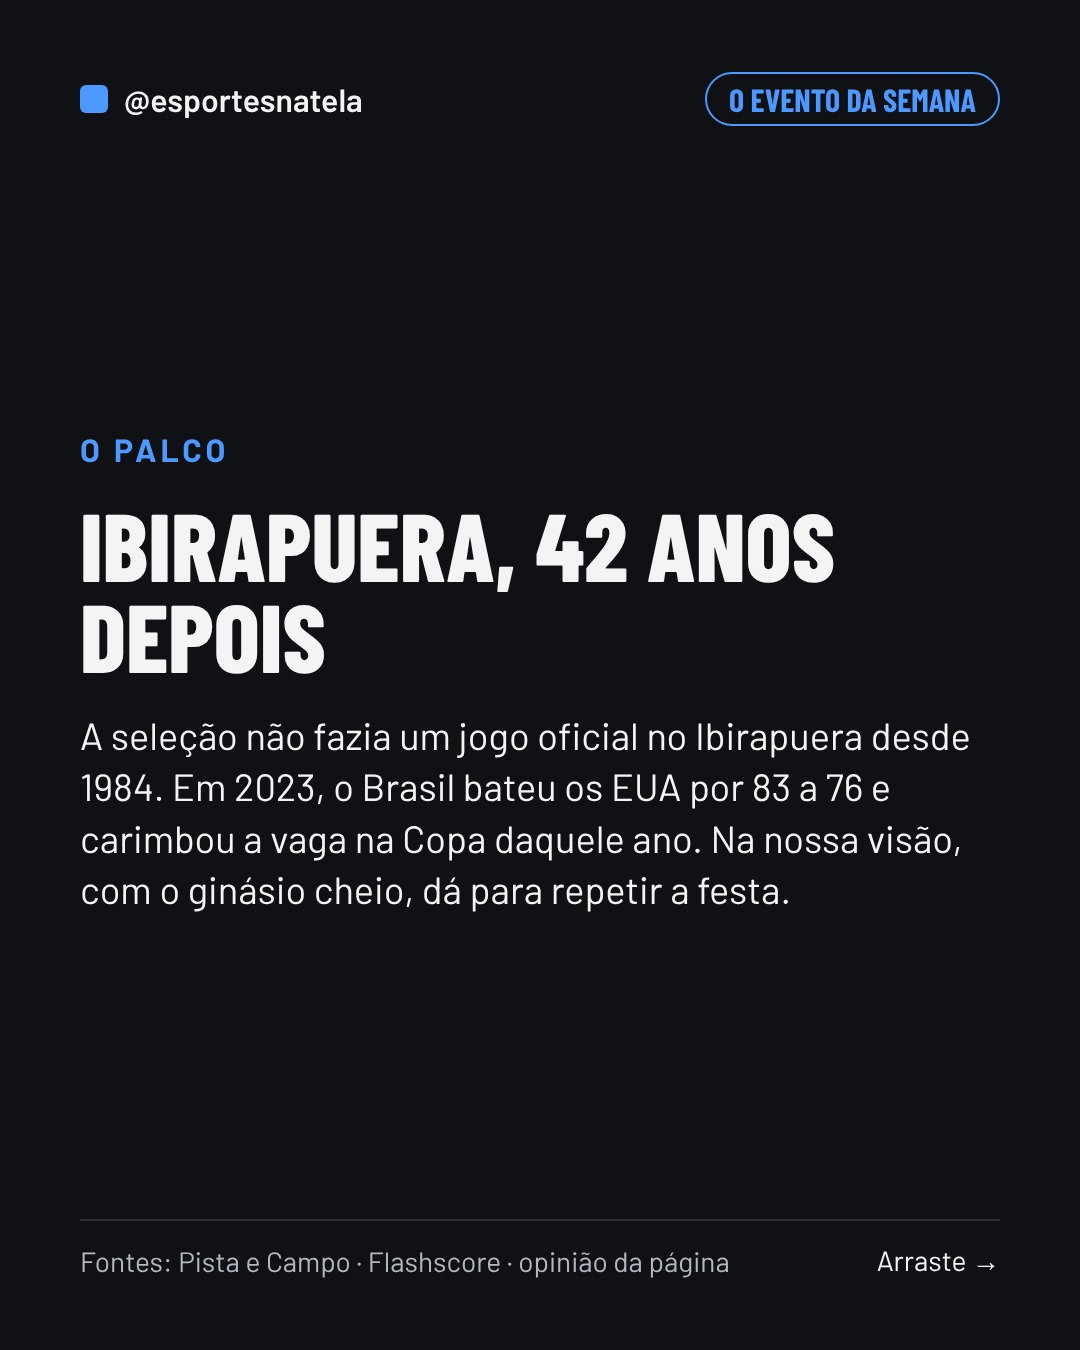 @esportesnatela
O EVENTO DA SEMANA
O PALCO
IBIRAPUERA, 42 ANOS
DEPOIS
A seleção não fazia um jogo oficial no Ibirapuera desde
1984. Em 2023, o Brasil bateu os EUA por 83 a 76 e
carimbou a vaga na Copa daquele ano. Na nossa visão,
com o ginásio cheio, dá para repetir a festa.
Fontes: Pista e Campo · Flashscore · opinião da página
Arraste →